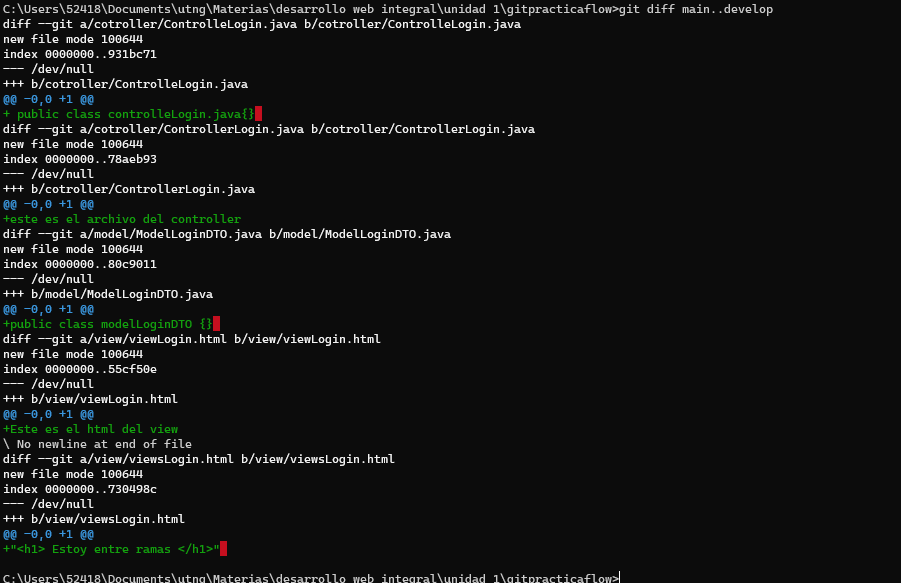 C:\Users\52418\Documents\utng\Materias\desarrollo web integral\unidad 1\gitpracticaflow>git diff main..develop
diff --git a/cotroller/ControlleLogin.java b/cotroller/ControlleLogin.java
new file mode 100644
index 0000000..931bc71
--- /dev/null
+++ b/cotroller/ControlleLogin.java
@@ -0,0 +1 @@
+ public class controlleLogin.java{}
diff --git a/cotroller/ControllerLogin.java b/cotroller/ControllerLogin.java
new file mode 100644
index 0000000..78aeb93
--- /dev/null
+++ b/cotroller/ControllerLogin.java
@@ -0,0 +1 @@
+este es el archivo del controller
diff --git a/model/ModelLoginDTO.java b/model/ModelLoginDTO.java
new file mode 100644
index 0000000..80c9011
--- /dev/null
+++ b/model/ModelLoginDTO.java
@@ -0,0 +1 @@
+public class modelLoginDTO {}
diff --git a/view/viewLogin.html b/view/viewLogin.html
new file mode 100644
index 0000000..55cf50e
--- /dev/null
+++ b/view/viewLogin.html
@@ -0,0 +1 @@
+Este es el html del view
\ No newline at end of file
diff --git a/view/viewsLogin.html b/view/viewsLogin.html
new file mode 100644
index 0000000..730498c
--- /dev/null
+++ b/view/viewsLogin.html
@@ -0,0 +1 @@
+"<h1> Estoy entre ramas </h1>"
C:\Users\52418\Documents\utng\Materias\desarrollo web integral\unidad 1\gitpracticaflow>